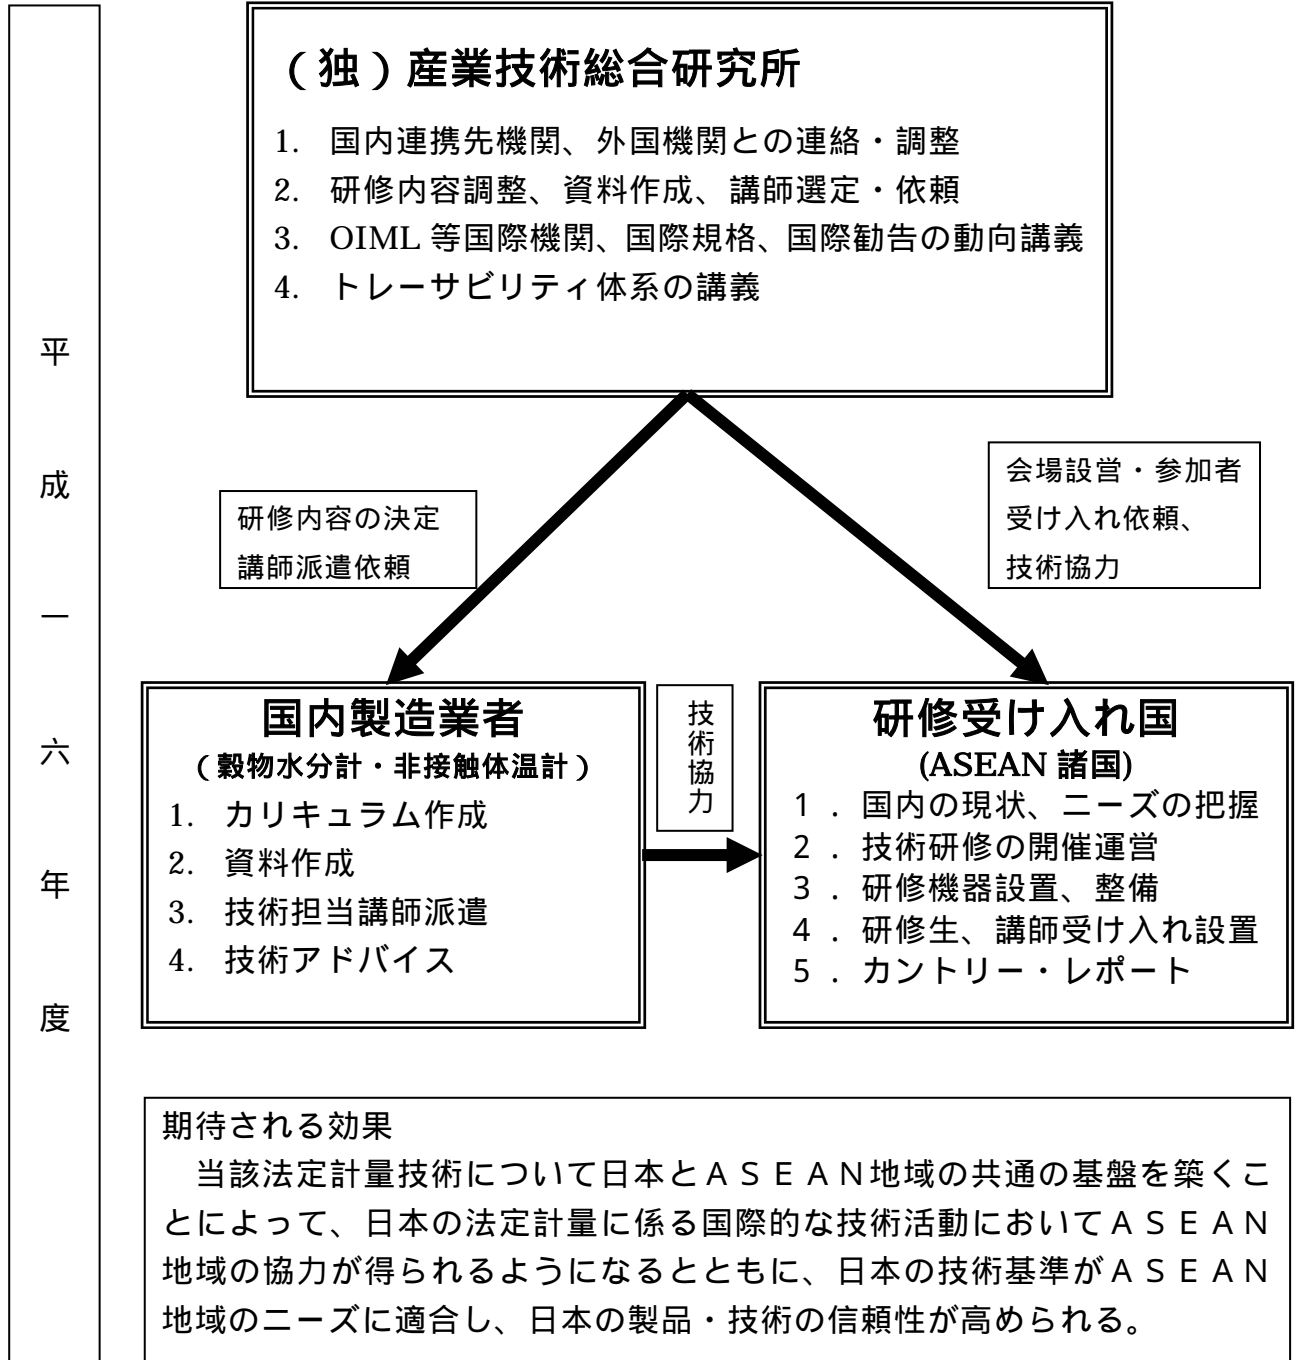 平成一六年度
（独）産業技術総合研究所
1. 国内連携先機関、外国機関との連絡・調整
2. 研修内容調整、資料作成、講師選定・依頼
3. OIML 等国際機関、国際規格、国際勧告の動向講義
4. トレーサビリティ体系の講義
研修内容の決定
講師派遣依頼
会場設営・参加者
受け入れ依頼、
技術協力
国内製造業者
（穀物水分計・非接触体温計）
1. カリキュラム作成
2. 資料作成
3. 技術担当講師派遣
4. 技術アドバイス
技術協力
研修受け入れ国
(ASEAN 諸国)
１．国内の現状、ニーズの把握
２．技術研修の開催運営
３．研修機器設置、整備
４．研修生、講師受け入れ設置
５．カントリー・レポート
期待される効果
　当該法定計量技術について日本とＡＳＥＡＮ地域の共通の基盤を築くこ
とによって、日本の法定計量に係る国際的な技術活動においてＡＳＥＡＮ
地域の協力が得られるようになるとともに、日本の技術基準がＡＳＥＡＮ
地域のニーズに適合し、日本の製品・技術の信頼性が高められる。